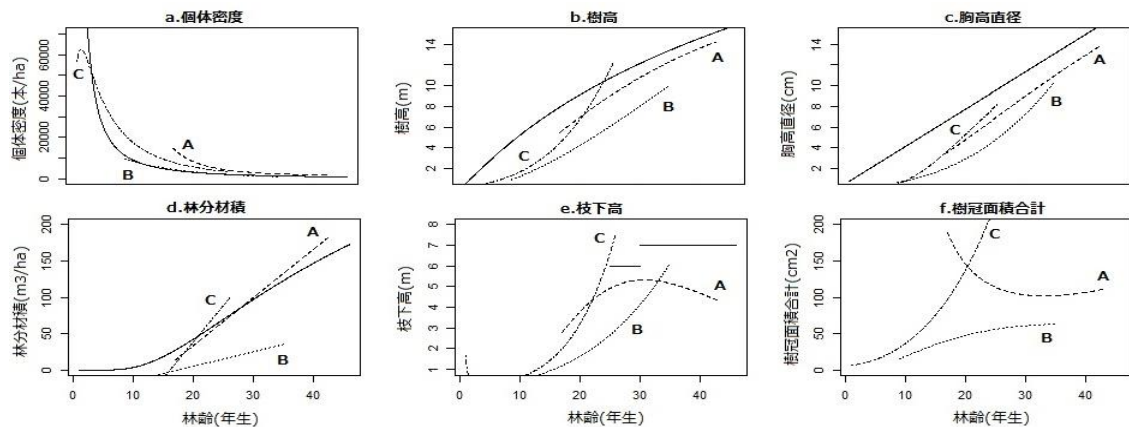 a.個体密度
個体密度(本/ha)
0 20000 40000 60000
C
A
B
b.樹高
樹高(m)
2 4 6 8 10 14
A
B
C
c.胸高直径
胸高直径(cm)
2 4 6 8 10 14
A
B
C
d.林分材積
林分材積(m3/ha)
0 50 100 150 200
A
C
B
0 10 20 30 40
林齢(年生)
e.枝下高
枝下高(m)
1 2 3 4 5 6 7 8
C
A
B
0 10 20 30 40
林齢(年生)
f.樹冠面積合計
樹冠面積合計(cm2)
0 50 100 150 200
C
A
B
0 10 20 30 40
林齢(年生)